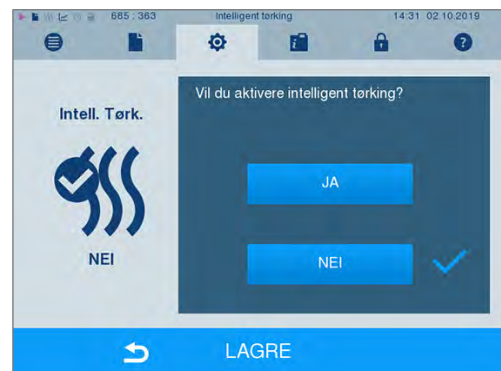 665 : 363 Intelligent tørking 14:31 02.10.2019
Vil du aktivere intelligent tørking?
Intell. Tørk.
JA
NEI
NEI
LAGRE